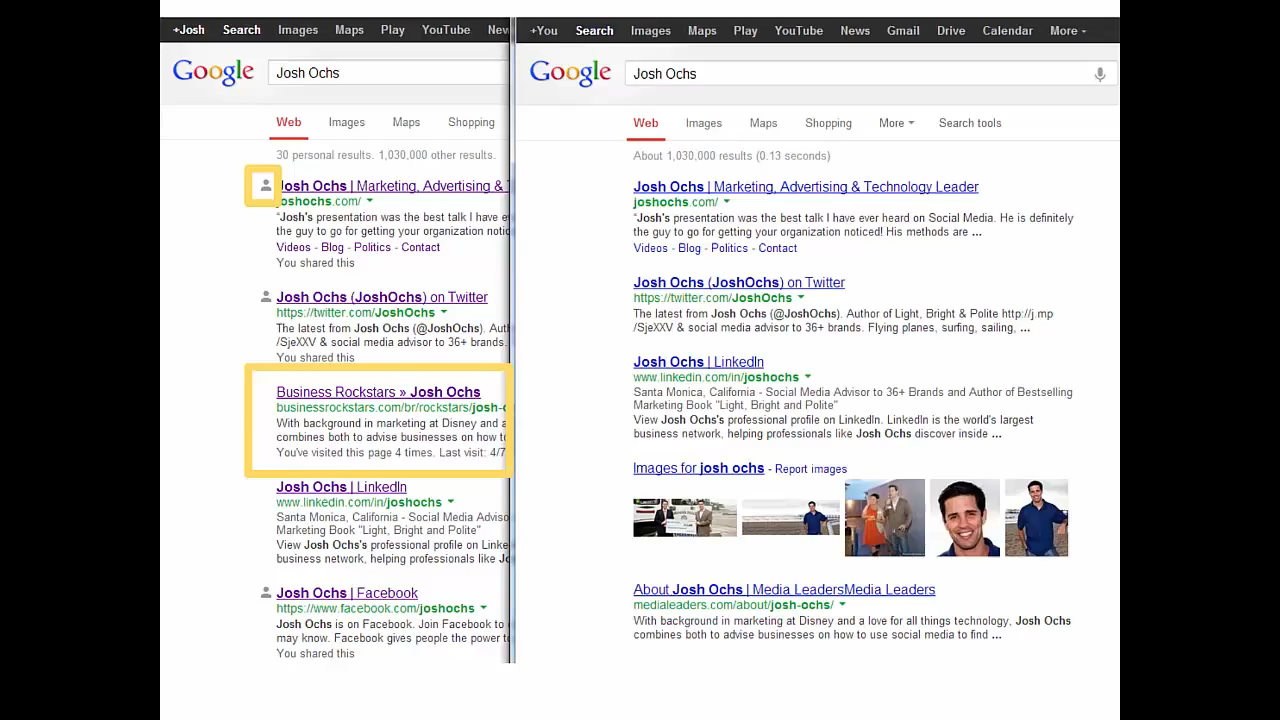 +Josh Search Images Maps Play YouTube
Google
Josh Ochs
Web Images Maps Shopping
30 personal results. 1,030,000 other results.
Josh Ochs | Marketing, Advertising &
joshochs.com/
"Josh's presentation was the best talk I have
the guy to go for getting your organization
Videos - Blog - Politics - Contact
You shared this
Josh Ochs (JoshOchs) on Twitter
https://twitter.com/JoshOchs
The latest from Josh Ochs (@JoshOchs).
/SjeXXV & social media advisor to 36+ brands.
You shared this
Business Rockstars » Josh Ochs
businessrockstars.com/br/rockstars/josh-
With background in marketing at Disney and
combines both to advise businesses on how
You've visited this page 4 times. Last visit: 4/7
Josh Ochs | LinkedIn
www.linkedin.com/in/joshochs
Santa Monica, California - Social Media
Marketing Book "Light, Bright and Polite"
View Josh Ochs's professional profile on
business network, helping professionals like
Josh Ochs | Facebook
https://www.facebook.com/joshochs
Josh Ochs is on Facebook. Join Facebook to
may know. Facebook gives people the power
You shared this
+You Search Images Maps Play YouTube News Gmail Drive Calendar More
Google
Josh Ochs
Web Images Maps Shopping More Search tools
About 1,030,000 results (0.13 seconds)
Josh Ochs | Marketing, Advertising & Technology Leader
joshochs.com/
"Josh's presentation was the best talk I have ever heard on Social Media. He is definitely
the guy to go for getting your organization noticed! His methods are ...
Videos - Blog - Politics - Contact
Josh Ochs (JoshOchs) on Twitter
https://twitter.com/JoshOchs
The latest from Josh Ochs (@JoshOchs). Author of Light, Bright & Polite http://j.mp
/SjeXXV & social media advisor to 36+ brands. Flying planes, surfing, sailing, ...
Josh Ochs | LinkedIn
www.linkedin.com/in/joshochs
Santa Monica, California - Social Media Advisor to 36+ Brands and Author of Bestselling
Marketing Book "Light, Bright and Polite"
View Josh Ochs's professional profile on LinkedIn. LinkedIn is the world's largest
business network, helping professionals like Josh Ochs discover inside ...
Images for josh ochs - Report images
About Josh Ochs | Media LeadersMedia Leaders
medialeaders.com/about/josh-ochs/
With background in marketing at Disney and a love for all things technology, Josh Ochs
combines both to advise businesses on how to use social media to find ...